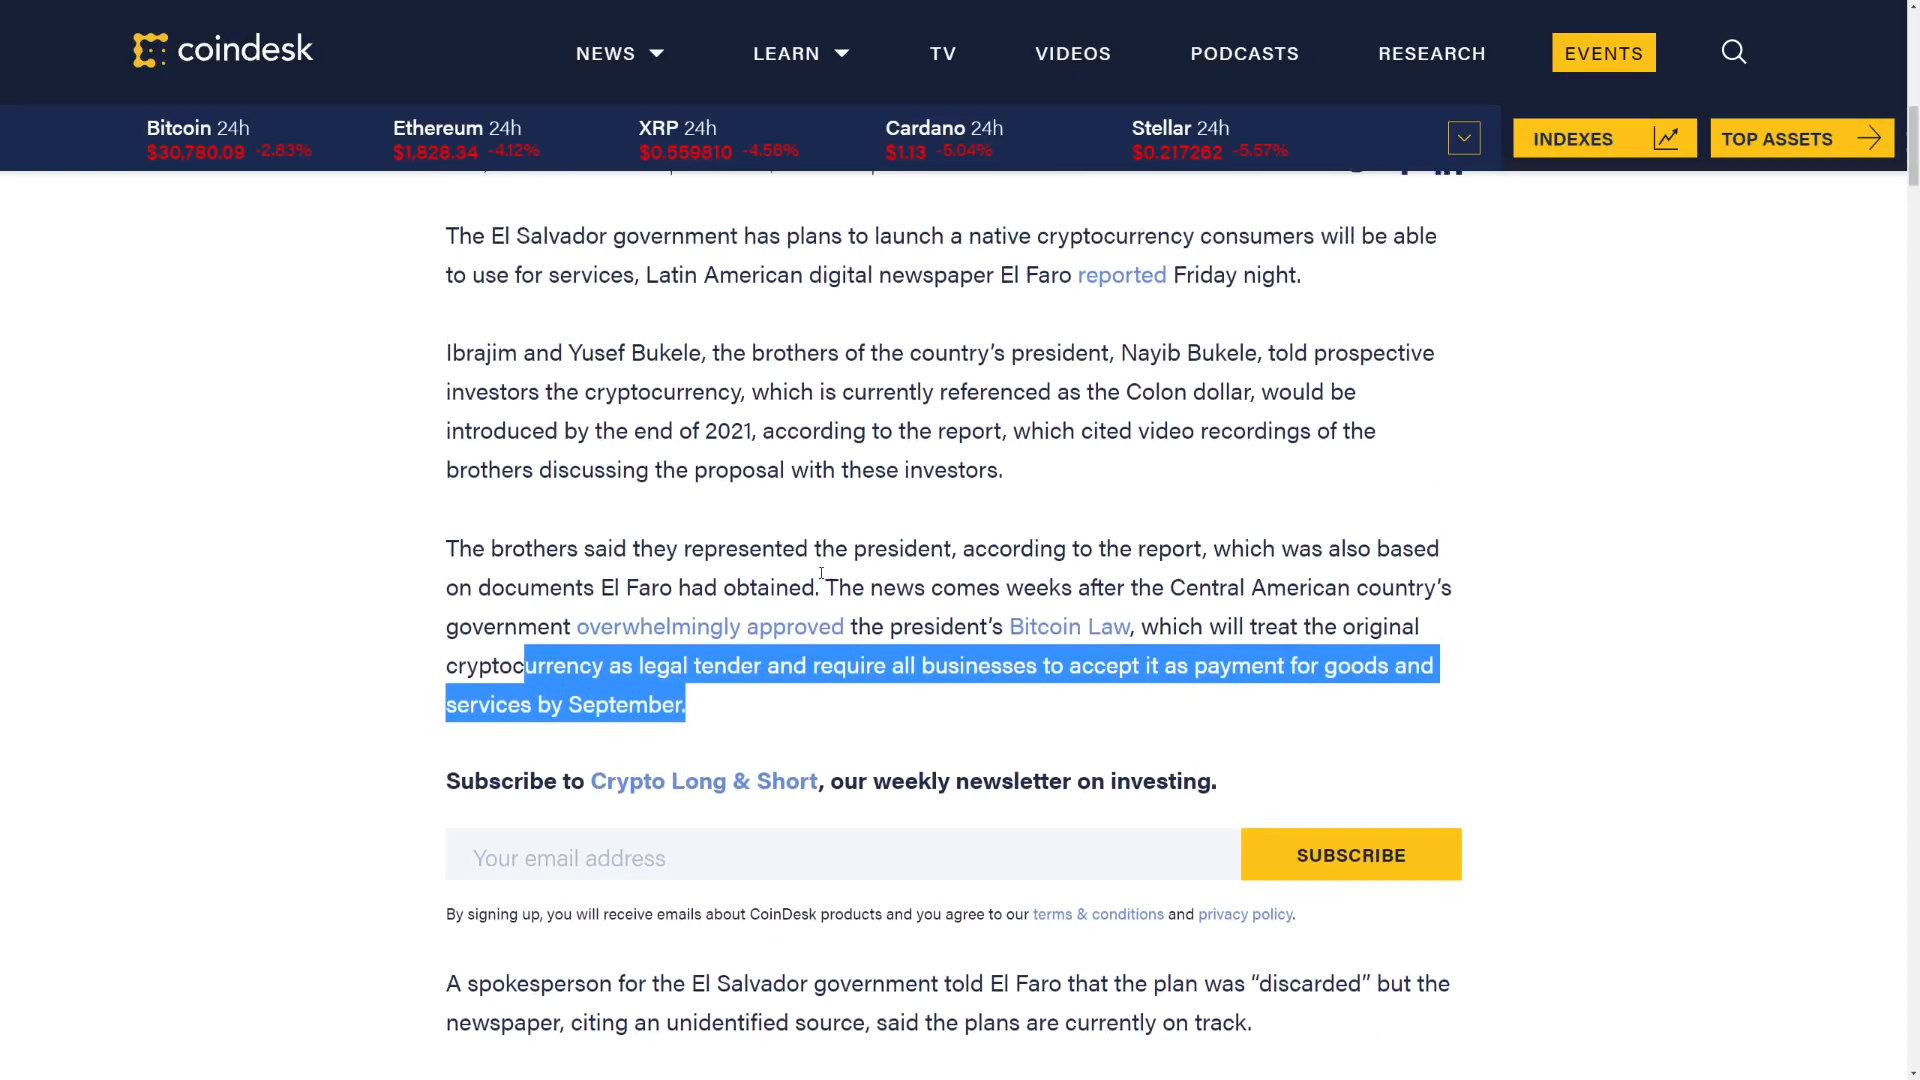 coindesk
NEWS LEARN TV VIDEOS PODCASTS RESEARCH EVENTS
Bitcoin 24h Ethereum 24h XRP 24h Cardano 24h Stellar 24h
$30,780.09 -2.83% $1,828.34 -4.12% $0.559810 -4.56% $1.13 -5.04% $0.217262 -5.57%
INDEXES TOP ASSETS
The El Salvador government has plans to launch a native cryptocurrency consumers will be able
to use for services, Latin American digital newspaper El Faro reported Friday night.
Ibrajim and Yusef Bukele, the brothers of the country’s president, Nayib Bukele, told prospective
investors the cryptocurrency, which is currently referenced as the Colon dollar, would be
introduced by the end of 2021, according to the report, which cited video recordings of the
brothers discussing the proposal with these investors.
The brothers said they represented the president, according to the report, which was also based
on documents El Faro had obtained. The news comes weeks after the Central American country’s
government overwhelmingly approved the president’s Bitcoin Law, which will treat the original
cryptocurrency as legal tender and require all businesses to accept it as payment for goods and
services by September.
Subscribe to Crypto Long & Short, our weekly newsletter on investing.
Your email address
SUBSCRIBE
By signing up, you will receive emails about CoinDesk products and you agree to our terms & conditions and privacy policy.
A spokesperson for the El Salvador government told El Faro that the plan was “discarded” but the
newspaper, citing an unidentified source, said the plans are currently on track.